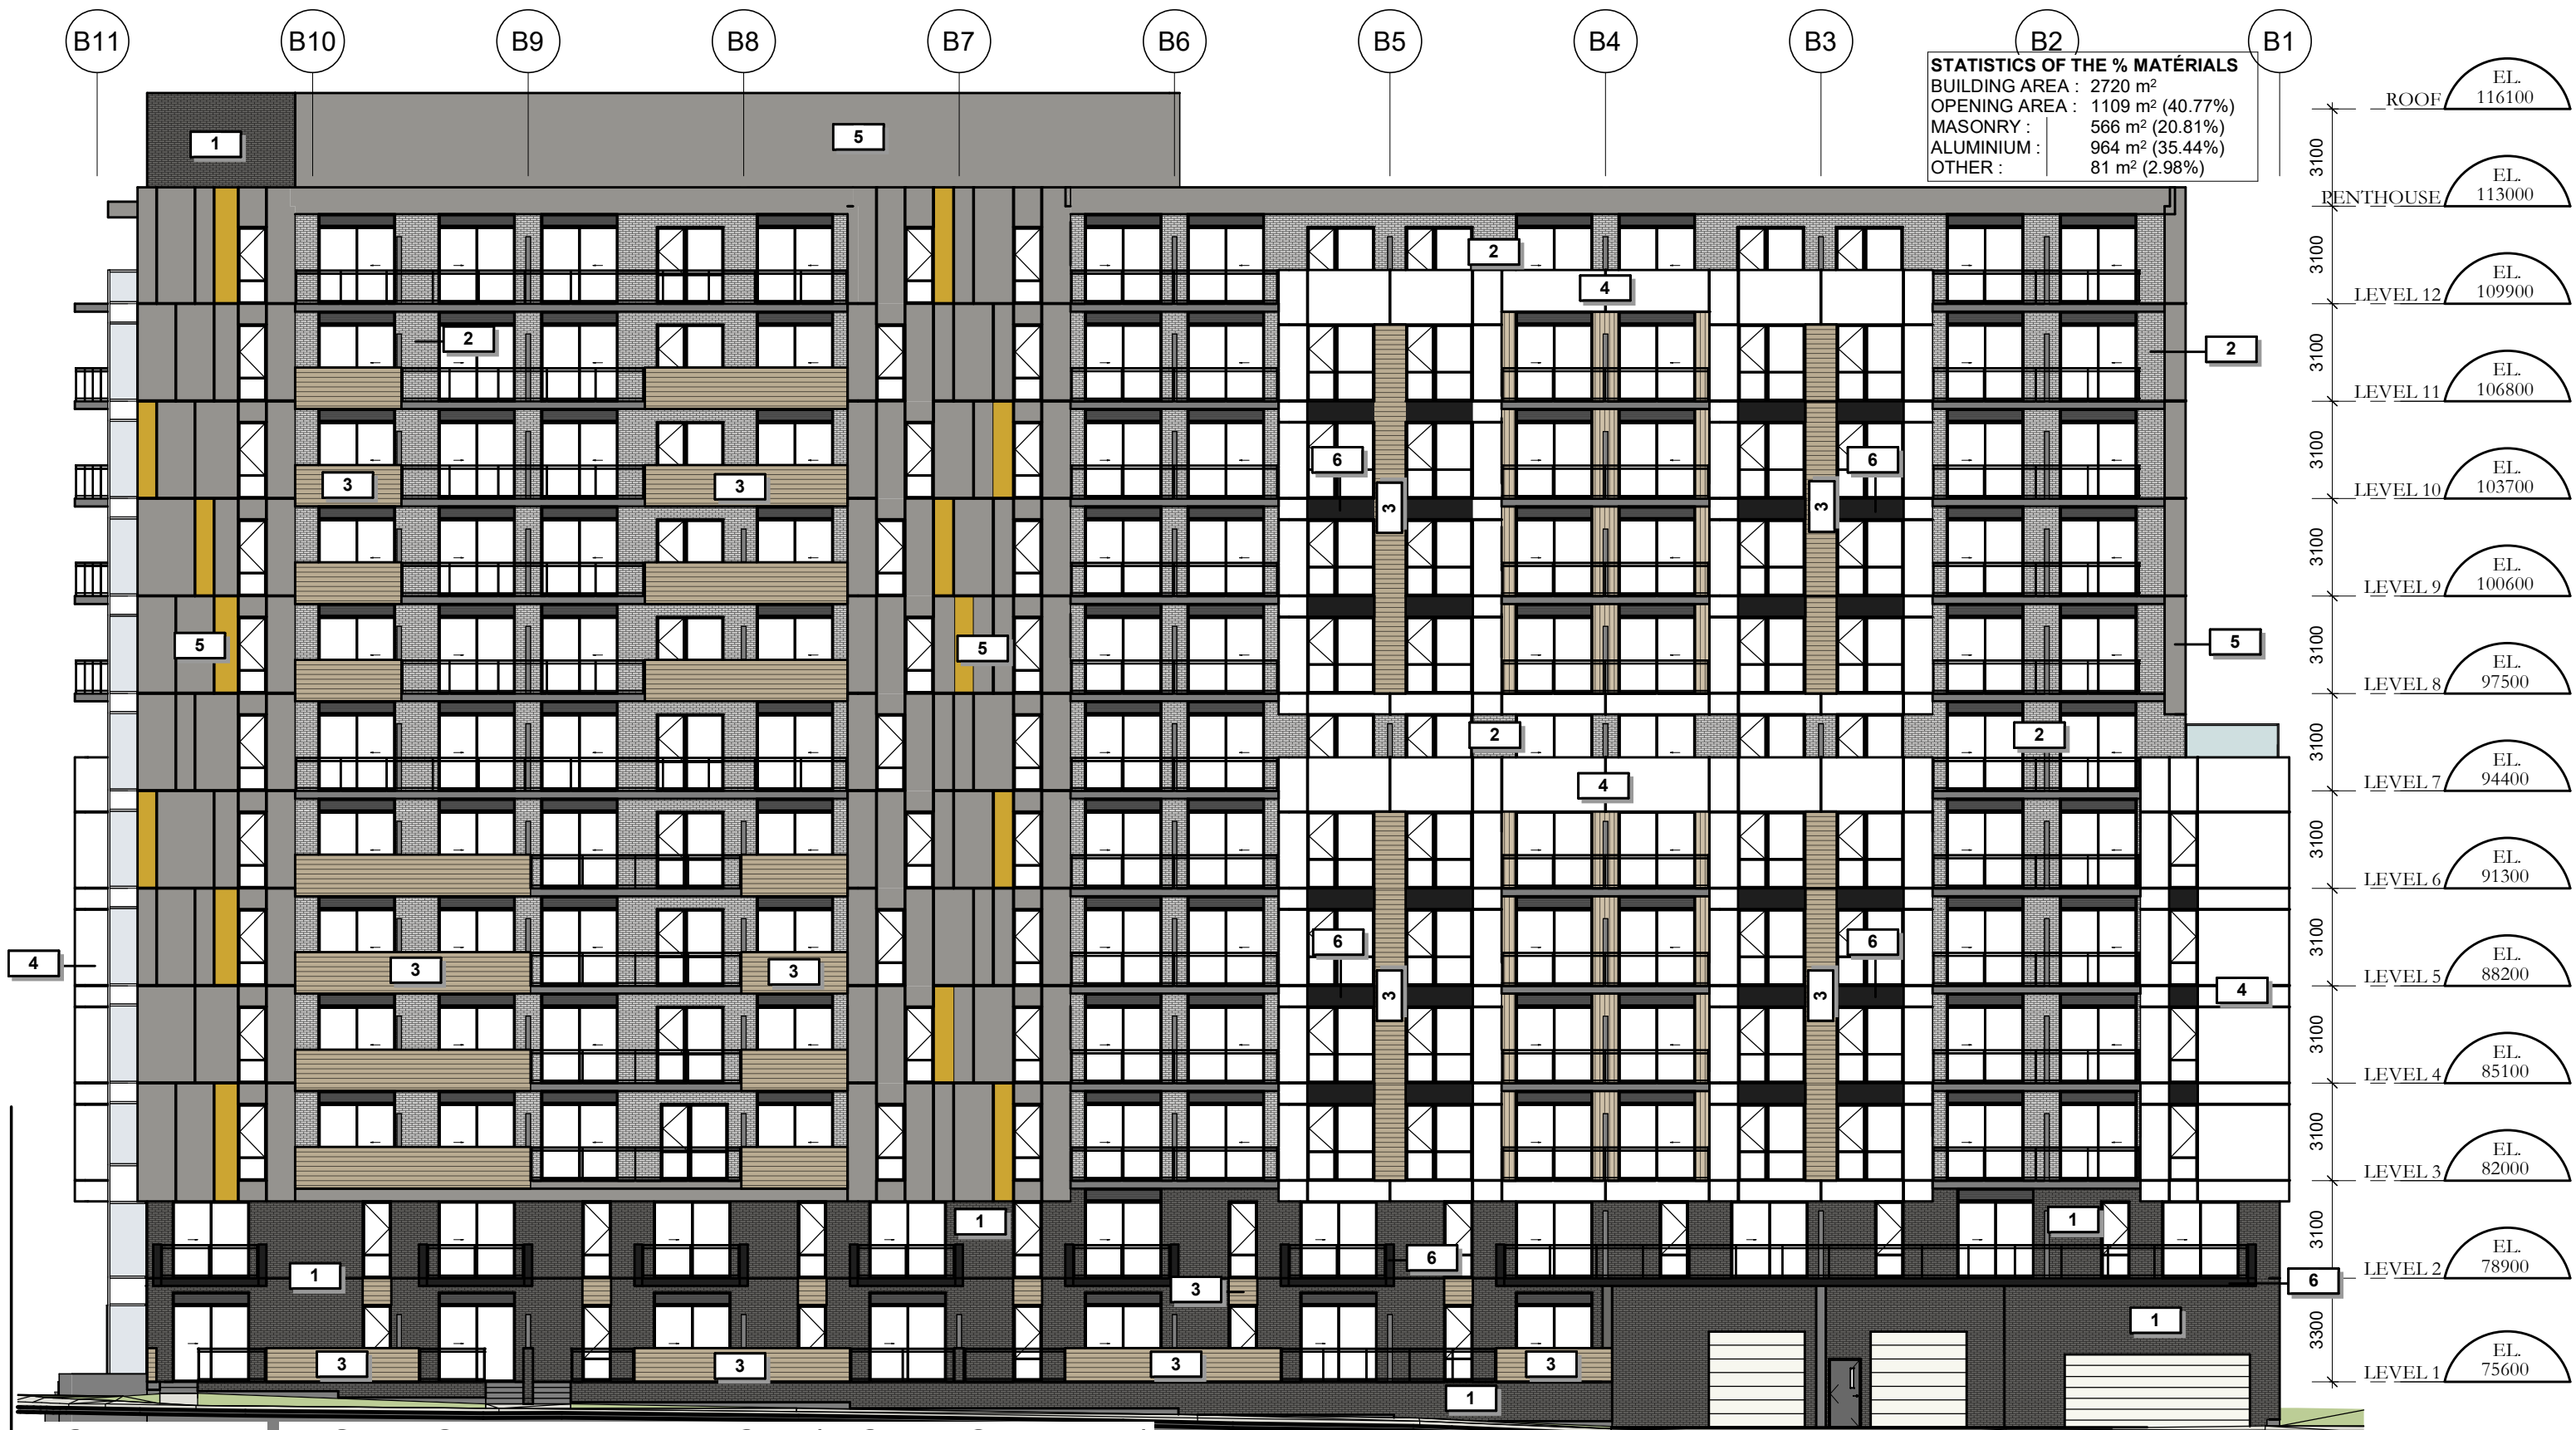 B11 B10 B9 B8 B7 B6 B5 B4 B3 B2 B1
STATISTICS OF THE % MATÉRIALS
BUILDING AREA : 2720 m²
OPENING AREA : 1109 m² (40.77%)
MASONRY : 566 m² (20.81%)
ALUMINIUM : 964 m² (35.44%)
OTHER : 81 m² (2.98%)
ROOF EL. 116100
3100
PENTHOUSE EL. 113000
3100
LEVEL 12 EL. 109900
3100
LEVEL 11 EL. 106800
3100
LEVEL 10 EL. 103700
3100
LEVEL 9 EL. 100600
3100
LEVEL 8 EL. 97500
3100
LEVEL 7 EL. 94400
3100
LEVEL 6 EL. 91300
3100
LEVEL 5 EL. 88200
3100
LEVEL 4 EL. 85100
3100
LEVEL 3 EL. 82000
3100
LEVEL 2 EL. 78900
3300
LEVEL 1 EL. 75600
1 5
2
4
2 2
6 6
3 3
3 3
5 5 5
2 2
4
6 6
4 3 3
3 3 4
1 1
6
1 3 6
1
3 3 3 3
1